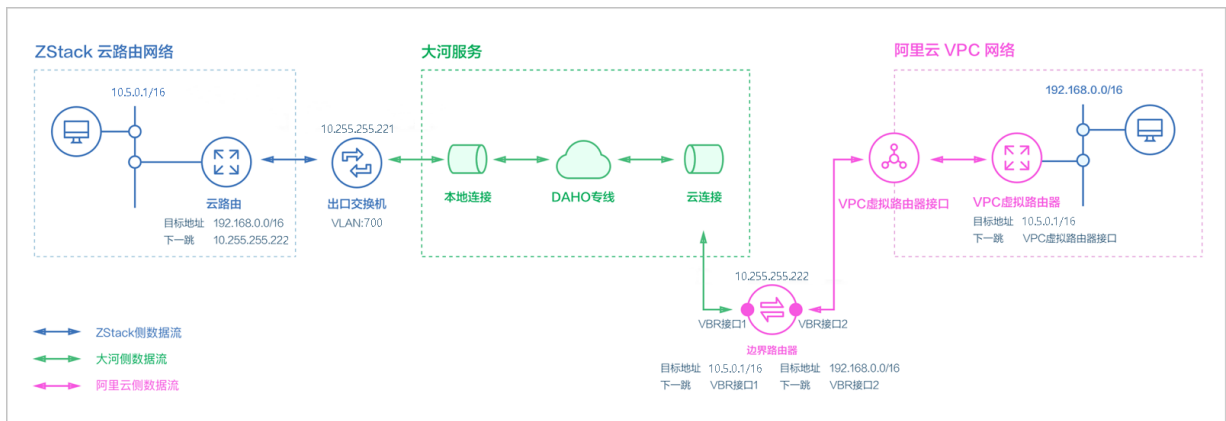 ZStack 云路由网络
大河服务
阿里云 VPC 网络
10.5.0.1/16
192.168.0.0/16
10.255.255.221
云路由
目标地址 192.168.0.0/16
下一跳 10.255.255.222
出口交换机
VLAN:700
本地连接
DAHO专线
云连接
VPC虚拟路由器接口
VPC虚拟路由器
目标地址 10.5.0.1/16
下一跳 VPC虚拟路由器接口
10.255.255.222
VBR接口1
VBR接口2
边界路由器
目标地址 10.5.0.1/16 目标地址 192.168.0.0/16
下一跳 VBR接口1 下一跳 VBR接口2
ZStack侧数据流
大河侧数据流
阿里云侧数据流